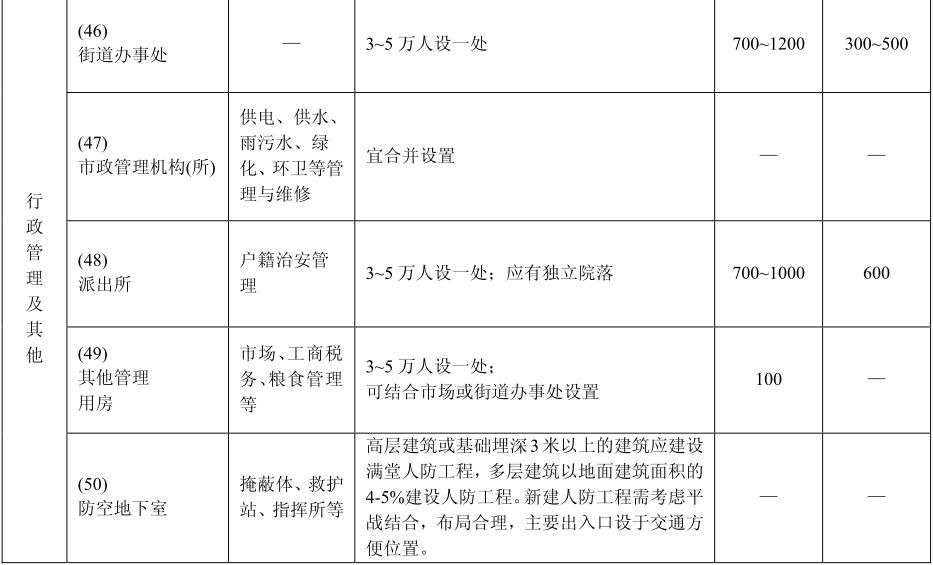 行
政
管
理
及
其
他
(46)
街道办事处
—
3~5 万人设一处
700~1200
300~500
(47)
市政管理机构(所)
供电、供水、
雨污水、绿
化、环卫等管
理与维修
宜合并设置
—
—
(48)
派出所
户籍治安管
理
3~5 万人设一处；应有独立院落
700~1000
600
(49)
其他管理
用房
市场、工商税
务、粮食管理
等
3~5 万人设一处；
可结合市场或街道办事处设置
100
—
(50)
防空地下室
掩蔽体、救护
站、指挥所等
高层建筑或基础埋深 3 米以上的建筑应建设
满堂人防工程，多层建筑以地面建筑面积的
4-5%建设人防工程。新建人防工程需考虑平
战结合，布局合理，主要出入口设于交通方
便位置。
—
—